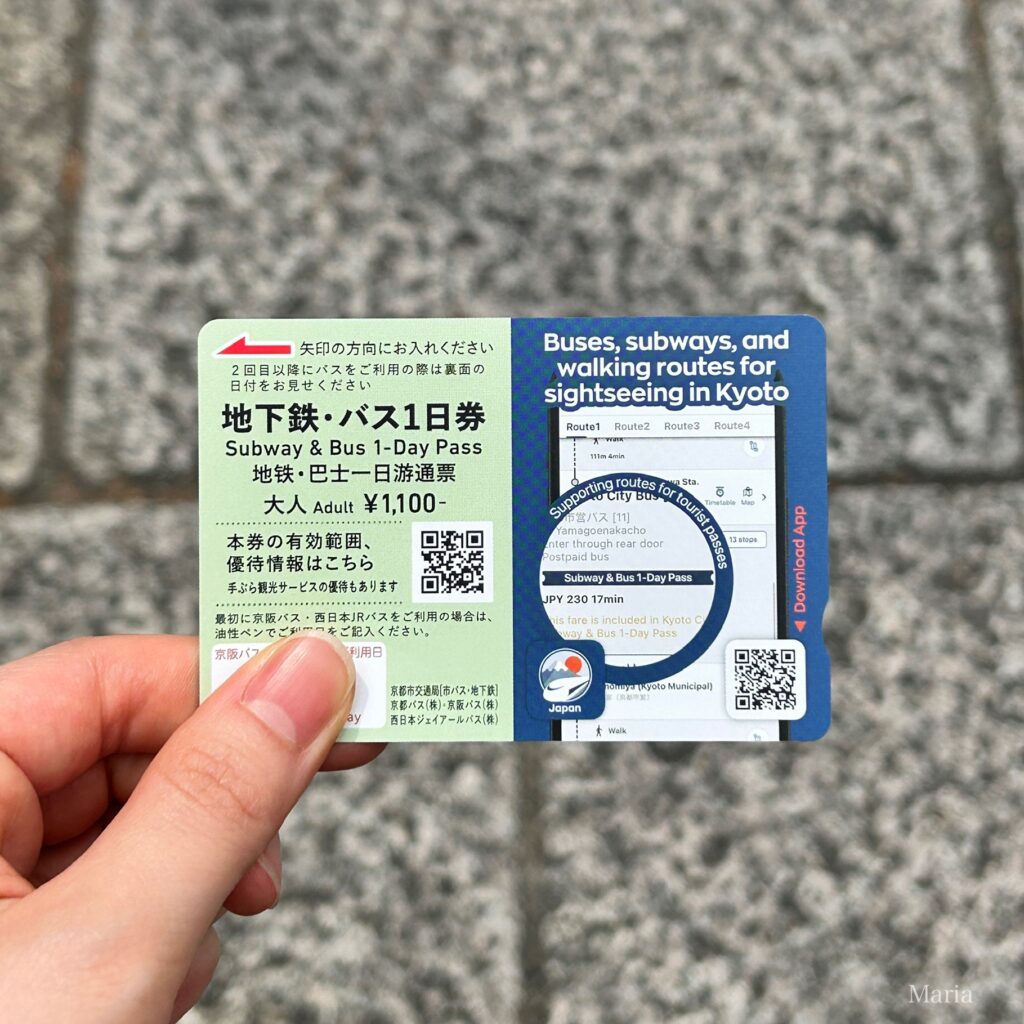 矢印の方向にお入れください
2回目以降にバスをご利用の際は裏面の
日付をお見せください
地下鉄・バス1日券
Subway & Bus 1-Day Pass
地铁・巴士一日游通票
大人 Adult ¥1,100-
本券の有効範囲、
優待情報はこちら
手ぶら観光サービスの優待もあります
最初に京阪バス・西日本JRバスをご利用の場合は、
油性ペンでご利用日をご記入ください。
京阪バス
利用日
京都市交通局[市バス・地下鉄]
京都バス(株)・京阪バス(株)
西日本ジェイアールバス(株)
Buses, subways, and
walking routes for
sightseeing in Kyoto
Route1 Route2 Route3 Route4
Walk
111m 4min
Sta.
Supporting routes for tourist passes
City Bus
Timetable Map
市営バス [11]
Yamagoenakacho
Enter through rear door
Postpaid bus
13 stops
Subway & Bus 1-Day Pass
JPY 230 17min
this fare is included in Kyoto
Subway & Bus 1-Day Pass
(Kyoto Municipal)
Walk
Japan
Download App
Maria